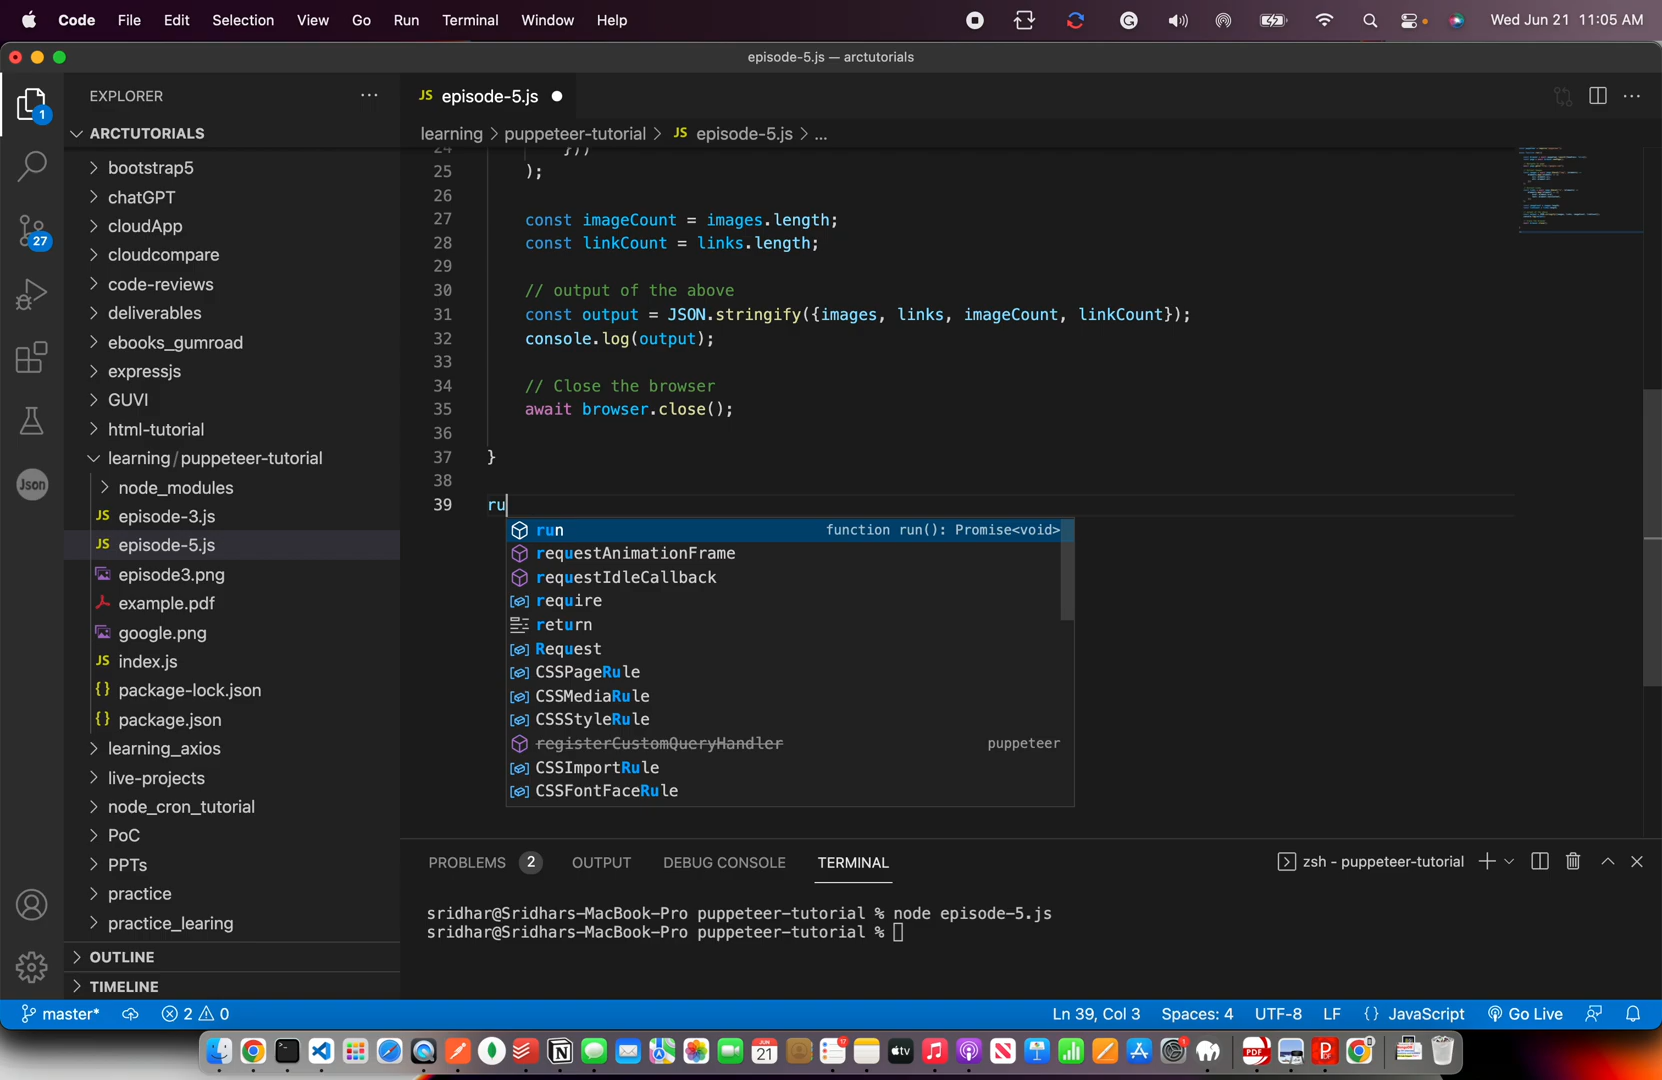 Code File Edit Selection View Go Run Terminal Window Help Wed Jun 21 11:05 AM
episode-5.js — arctutorials
EXPLORER
JS episode-5.js
1
ARCTUTORIALS
learning > puppeteer-tutorial > JS episode-5.js > ...
bootstrap5
chatGPT
cloudApp
27
cloudcompare
code-reviews
deliverables
ebooks_gumroad
expressjs
GUVI
html-tutorial
learning/puppeteer-tutorial
Json
node_modules
JS episode-3.js
JS episode-5.js
episode3.png
example.pdf
google.png
JS index.js
{} package-lock.json
{} package.json
learning_axios
live-projects
node_cron_tutorial
PoC
PPTs
practice
practice_learing
OUTLINE
TIMELINE
24 }))
25 );
26
27 const imageCount = images.length;
28 const linkCount = links.length;
29
30 // output of the above
31 const output = JSON.stringify({images, links, imageCount, linkCount});
32 console.log(output);
33
34 // Close the browser
35 await browser.close();
36
37 }
38
39 ru
run function run(): Promise<void>
requestAnimationFrame
requestIdleCallback
require
return
Request
CSSPageRule
CSSMediaRule
CSSStyleRule
registerCustomQueryHandler puppeteer
CSSImportRule
CSSFontFaceRule
PROBLEMS 2 OUTPUT DEBUG CONSOLE TERMINAL zsh - puppeteer-tutorial
sridhar@Sridhars-MacBook-Pro puppeteer-tutorial % node episode-5.js
sridhar@Sridhars-MacBook-Pro puppeteer-tutorial %
master* 2 0 Ln 39, Col 3 Spaces: 4 UTF-8 LF {} JavaScript Go Live